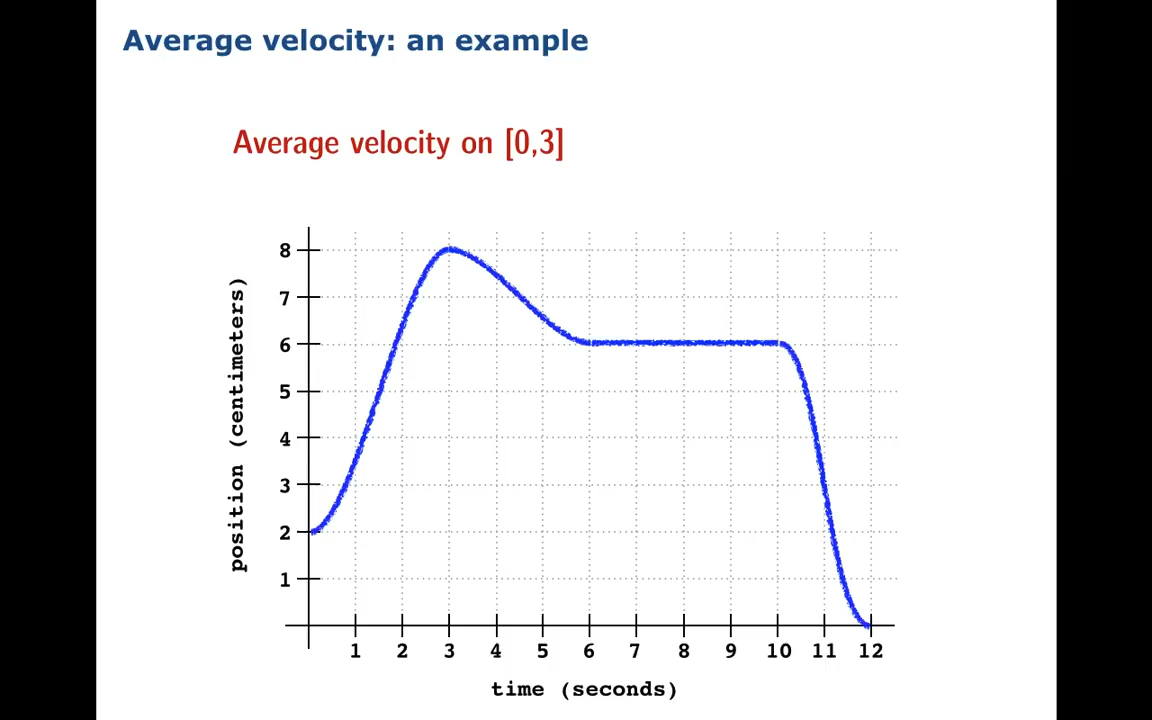 Average velocity: an example
Average velocity on [0,3]
8
7
6
5
4
3
2
1
position (centimeters)
1 2 3 4 5 6 7 8 9 10 11 12
time (seconds)